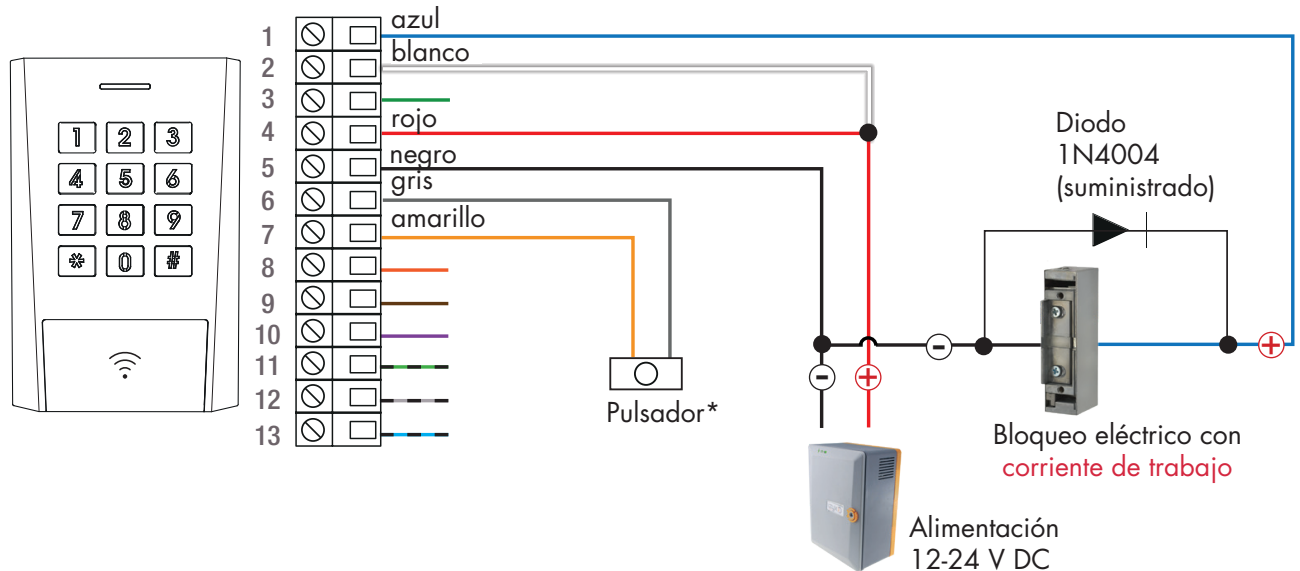 1 azul
2 blanco
3
4 rojo
5 negro
6 gris
7 amarillo
8
9
10
11
12
13
1 2 3
4 5 6
7 8 9
* 0 #
Pulsador*
Diodo
1N4004
(suministrado)
-
+
-
+
Bloqueo eléctrico con
corriente de trabajo
Alimentación
12-24 V DC